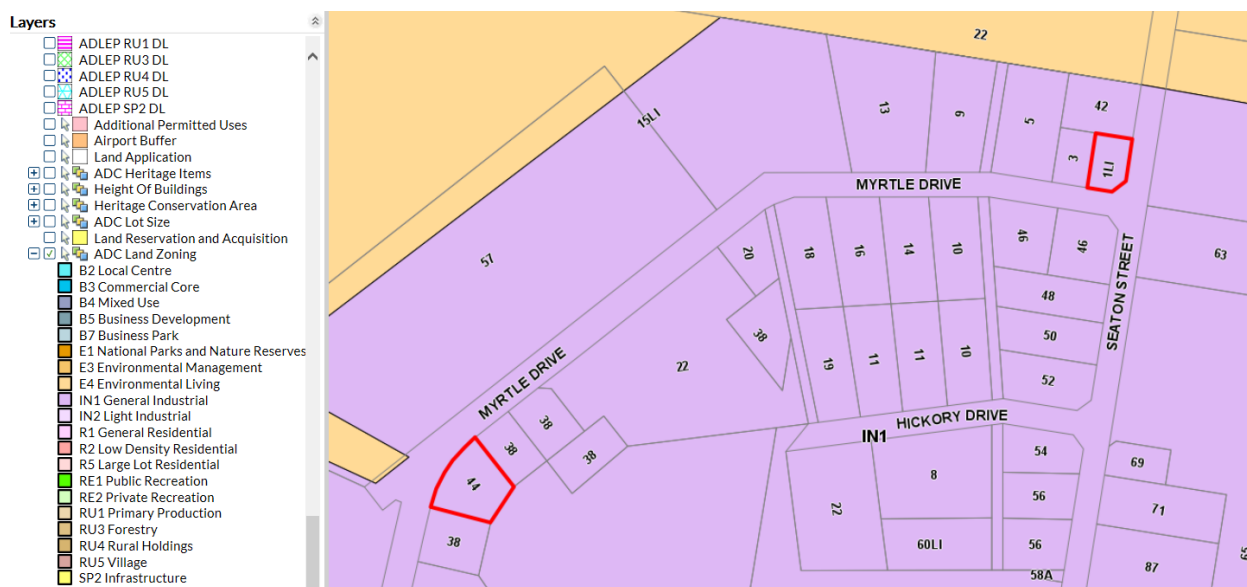 Layers
ADLEP RU1 DL
ADLEP RU3 DL
ADLEP RU4 DL
ADLEP RU5 DL
ADLEP SP2 DL
Additional Permitted Uses
Airport Buffer
Land Application
ADC Heritage Items
Height Of Buildings
Heritage Conservation Area
ADC Lot Size
Land Reservation and Acquisition
ADC Land Zoning
B2 Local Centre
B3 Commercial Core
B4 Mixed Use
B5 Business Development
B7 Business Park
E1 National Parks and Nature Reserves
E3 Environmental Management
E4 Environmental Living
IN1 General Industrial
IN2 Light Industrial
R1 General Residential
R2 Low Density Residential
R5 Large Lot Residential
RE1 Public Recreation
RE2 Private Recreation
RU1 Primary Production
RU3 Forestry
RU4 Rural Holdings
RU5 Village
SP2 Infrastructure
22
15LI
13
9
5
42
3
1LI
MYRTLE DRIVE
57
20
18
16
14
10
46
46
63
48
SEATON STREET
38
50
22
19
11
11
10
52
MYRTLE DRIVE
HICKORY DRIVE
IN1
38
38
38
44
38
54
69
8
56
71
22
60LI
56
65
87
58A